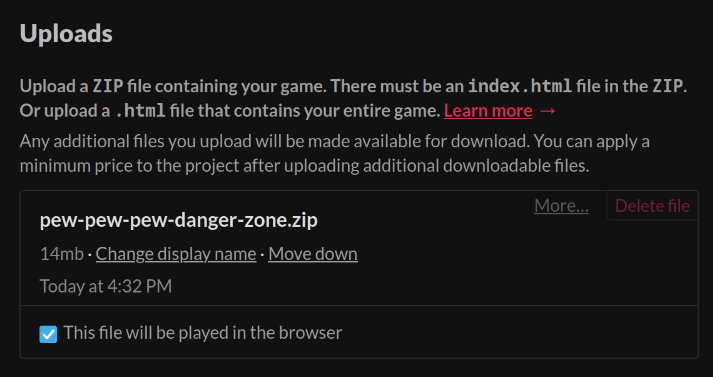 Uploads
Upload a ZIP file containing your game. There must be an index.html file in the ZIP.
Or upload a .html file that contains your entire game. Learn more →
Any additional files you upload will be made available for download. You can apply a
minimum price to the project after uploading additional downloadable files.
More... Delete file
pew-pew-pew-danger-zone.zip
14mb · Change display name · Move down
Today at 4:32 PM
This file will be played in the browser